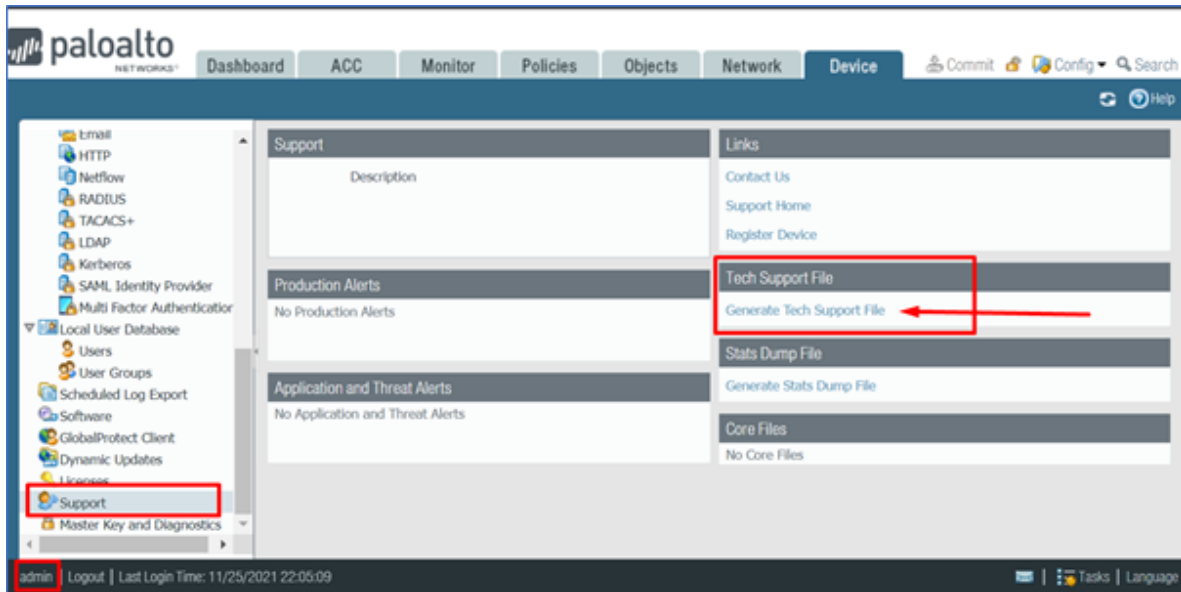 paloalto
NETWORKS
Dashboard ACC Monitor Policies Objects Network Device Commit Config Search
Help
Email
HTTP
Netflow
RADIUS
TACACS+
LDAP
Kerberos
SAML Identity Provider
Multi Factor Authentication
Local User Database
Users
User Groups
Scheduled Log Export
Software
GlobalProtect Client
Dynamic Updates
Licenses
Support
Master Key and Diagnostics
Support
Description
Production Alerts
No Production Alerts
Application and Threat Alerts
No Application and Threat Alerts
Links
Contact Us
Support Home
Register Device
Tech Support File
Generate Tech Support File
Stats Dump File
Generate Stats Dump File
Core Files
No Core Files
admin | Logout | Last Login Time: 11/25/2021 22:05:09 | Tasks | Language